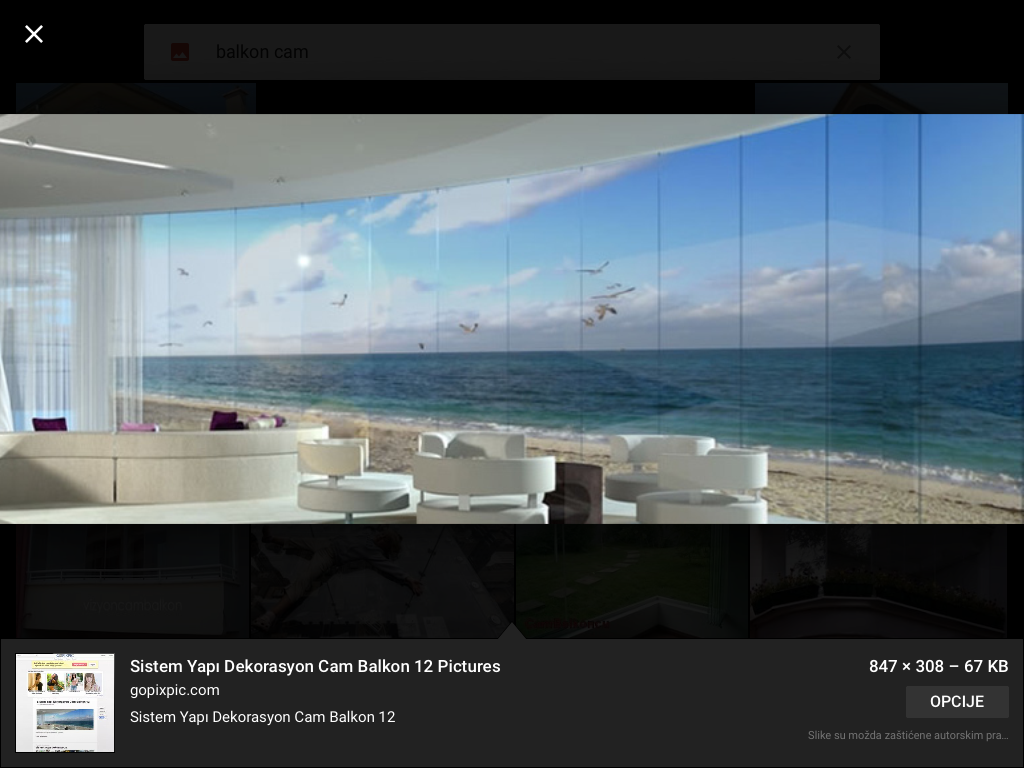 balkon cam
Sistem Yapı Dekorasyon Cam Balkon 12 Pictures
847 × 308 – 67 KB
gopixpic.com
OPCIJE
Sistem Yapı Dekorasyon Cam Balkon 12
Slike su možda zaštićene autorskim pra...